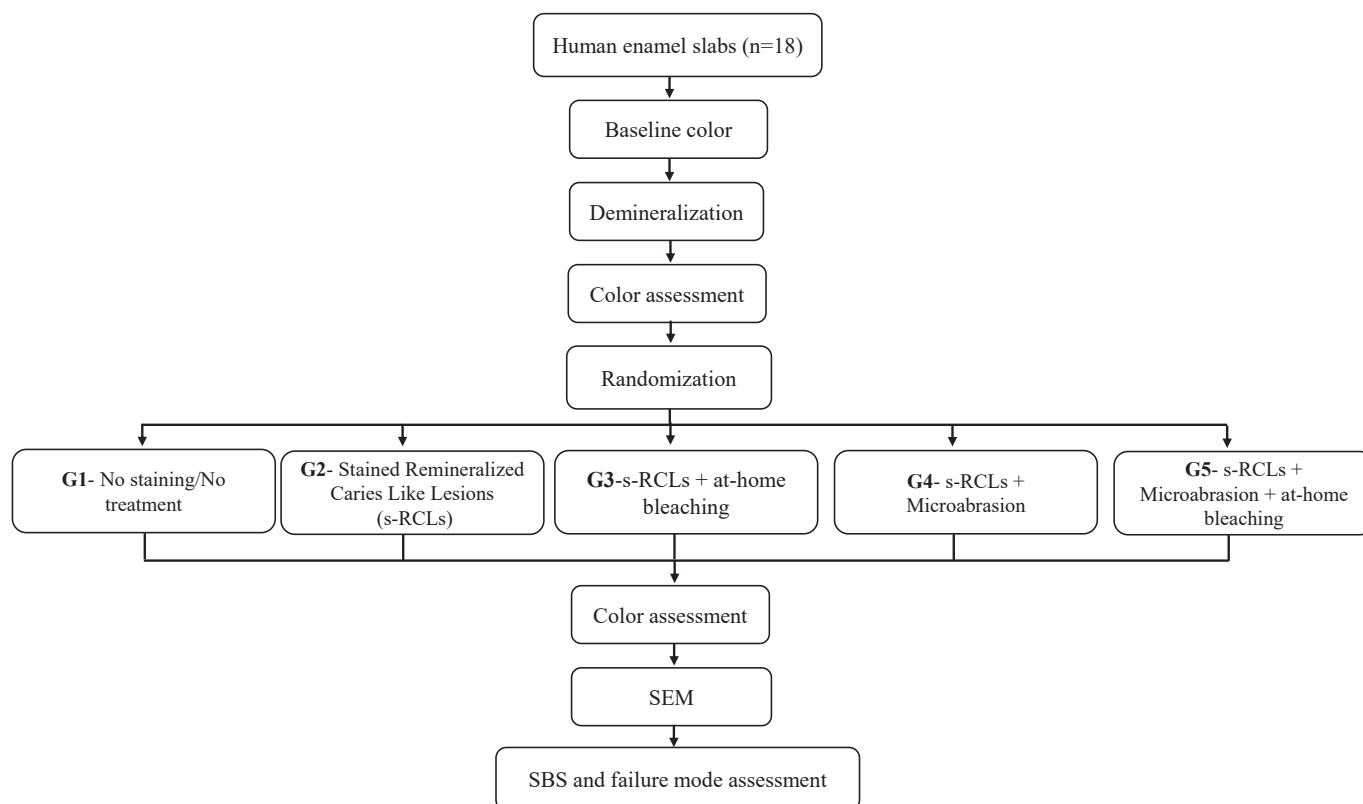 Human enamel slabs (n=18)
Baseline color
Demineralization
Color assessment
Randomization
G1- No staining/No
treatment
G2- Stained Remineralized
Caries Like Lesions
(s-RCLs)
G3-s-RCLs + at-home
bleaching
G4- s-RCLs +
Microabrasion
G5- s-RCLs +
Microabrasion + at-home
bleaching
Color assessment
SEM
SBS and failure mode assessment